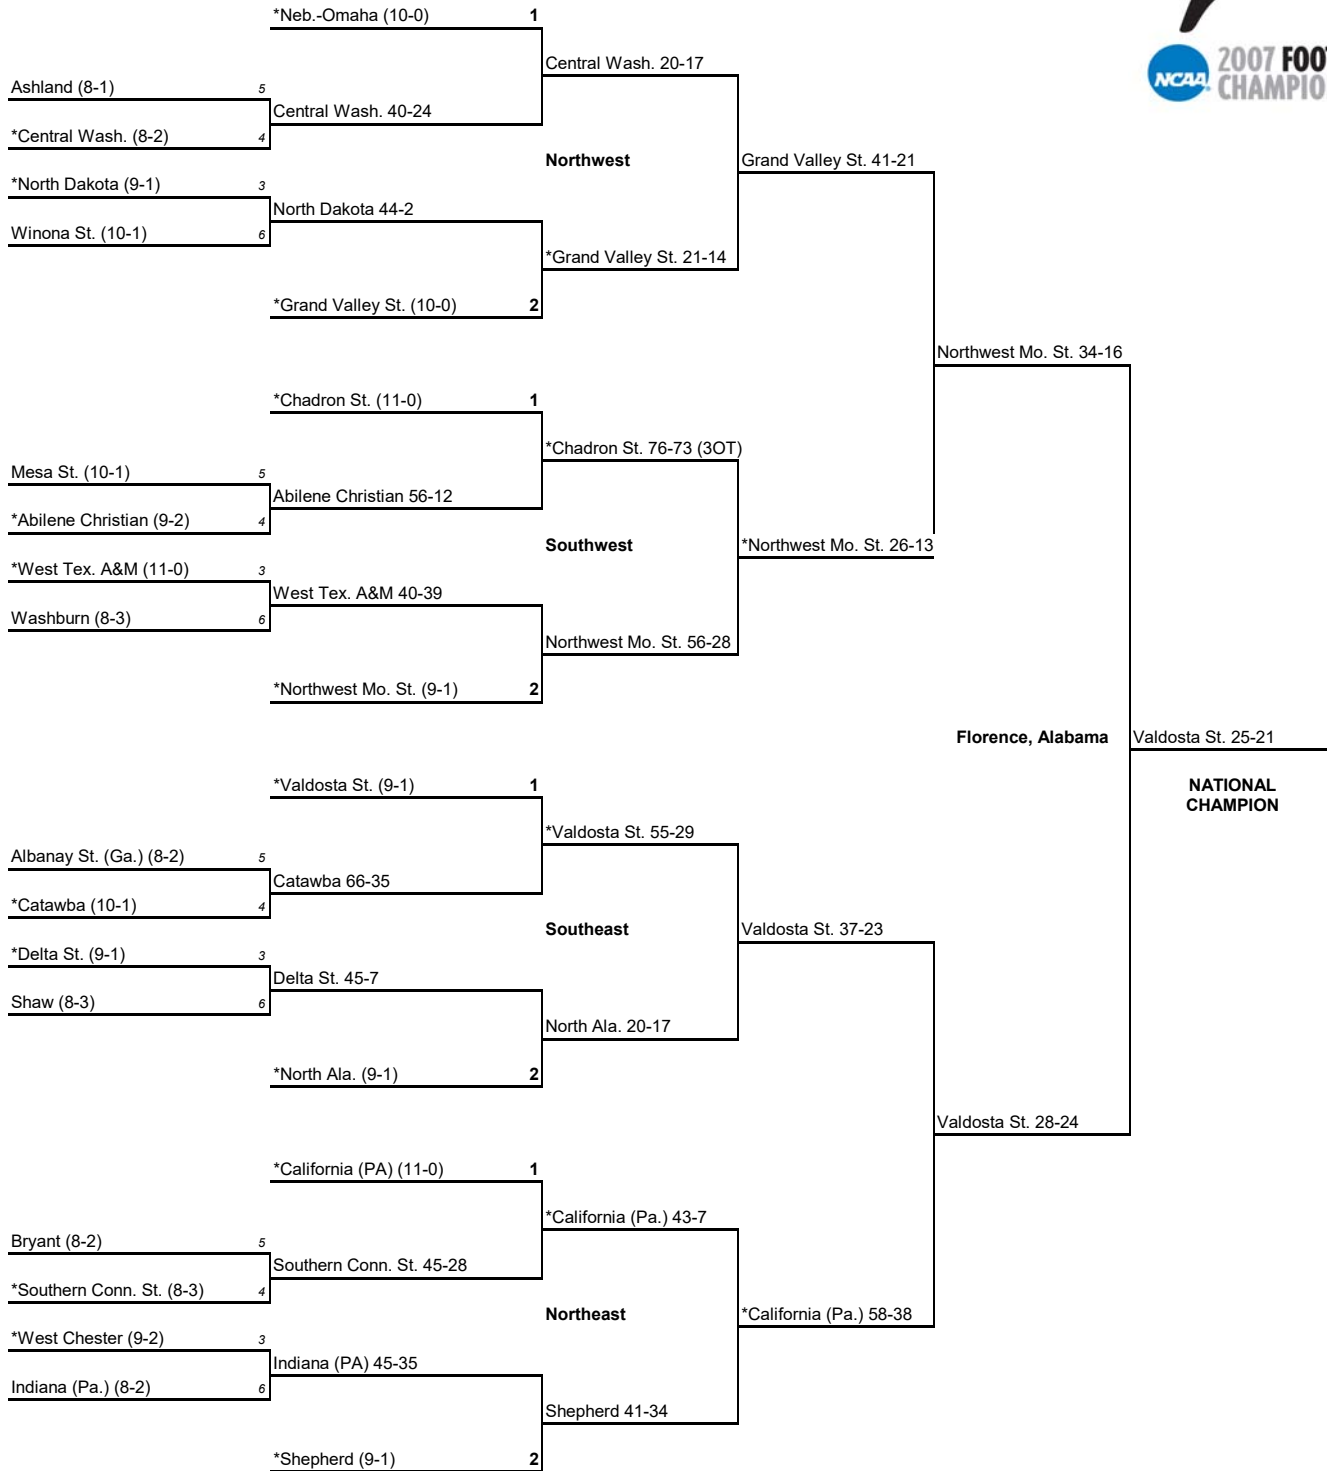 *Neb.-Omaha (10-0) 1
Central Wash. 20-17
NCAA 2007 FOO
CHAMPIO
Ashland (8-1) 5
Central Wash. 40-24
*Central Wash. (8-2) 4
Northwest
Grand Valley St. 41-21
*North Dakota (9-1) 3
North Dakota 44-2
Winona St. (10-1) 6
*Grand Valley St. 21-14
*Grand Valley St. (10-0) 2
Northwest Mo. St. 34-16
*Chadron St. (11-0) 1
*Chadron St. 76-73 (3OT)
Mesa St. (10-1) 5
Abilene Christian 56-12
*Abilene Christian (9-2) 4
Southwest
*Northwest Mo. St. 26-13
*West Tex. A&M (11-0) 3
West Tex. A&M 40-39
Washburn (8-3) 6
Northwest Mo. St. 56-28
*Northwest Mo. St. (9-1) 2
Florence, Alabama
Valdosta St. 25-21
NATIONAL
CHAMPION
*Valdosta St. (9-1) 1
*Valdosta St. 55-29
Albanay St. (Ga.) (8-2) 5
Catawba 66-35
*Catawba (10-1) 4
Southeast
Valdosta St. 37-23
*Delta St. (9-1) 3
Delta St. 45-7
Shaw (8-3) 6
North Ala. 20-17
*North Ala. (9-1) 2
Valdosta St. 28-24
*California (PA) (11-0) 1
*California (Pa.) 43-7
Bryant (8-2) 5
Southern Conn. St. 45-28
*Southern Conn. St. (8-3) 4
Northeast
*California (Pa.) 58-38
*West Chester (9-2) 3
Indiana (PA) 45-35
Indiana (Pa.) (8-2) 6
Shepherd 41-34
*Shepherd (9-1) 2